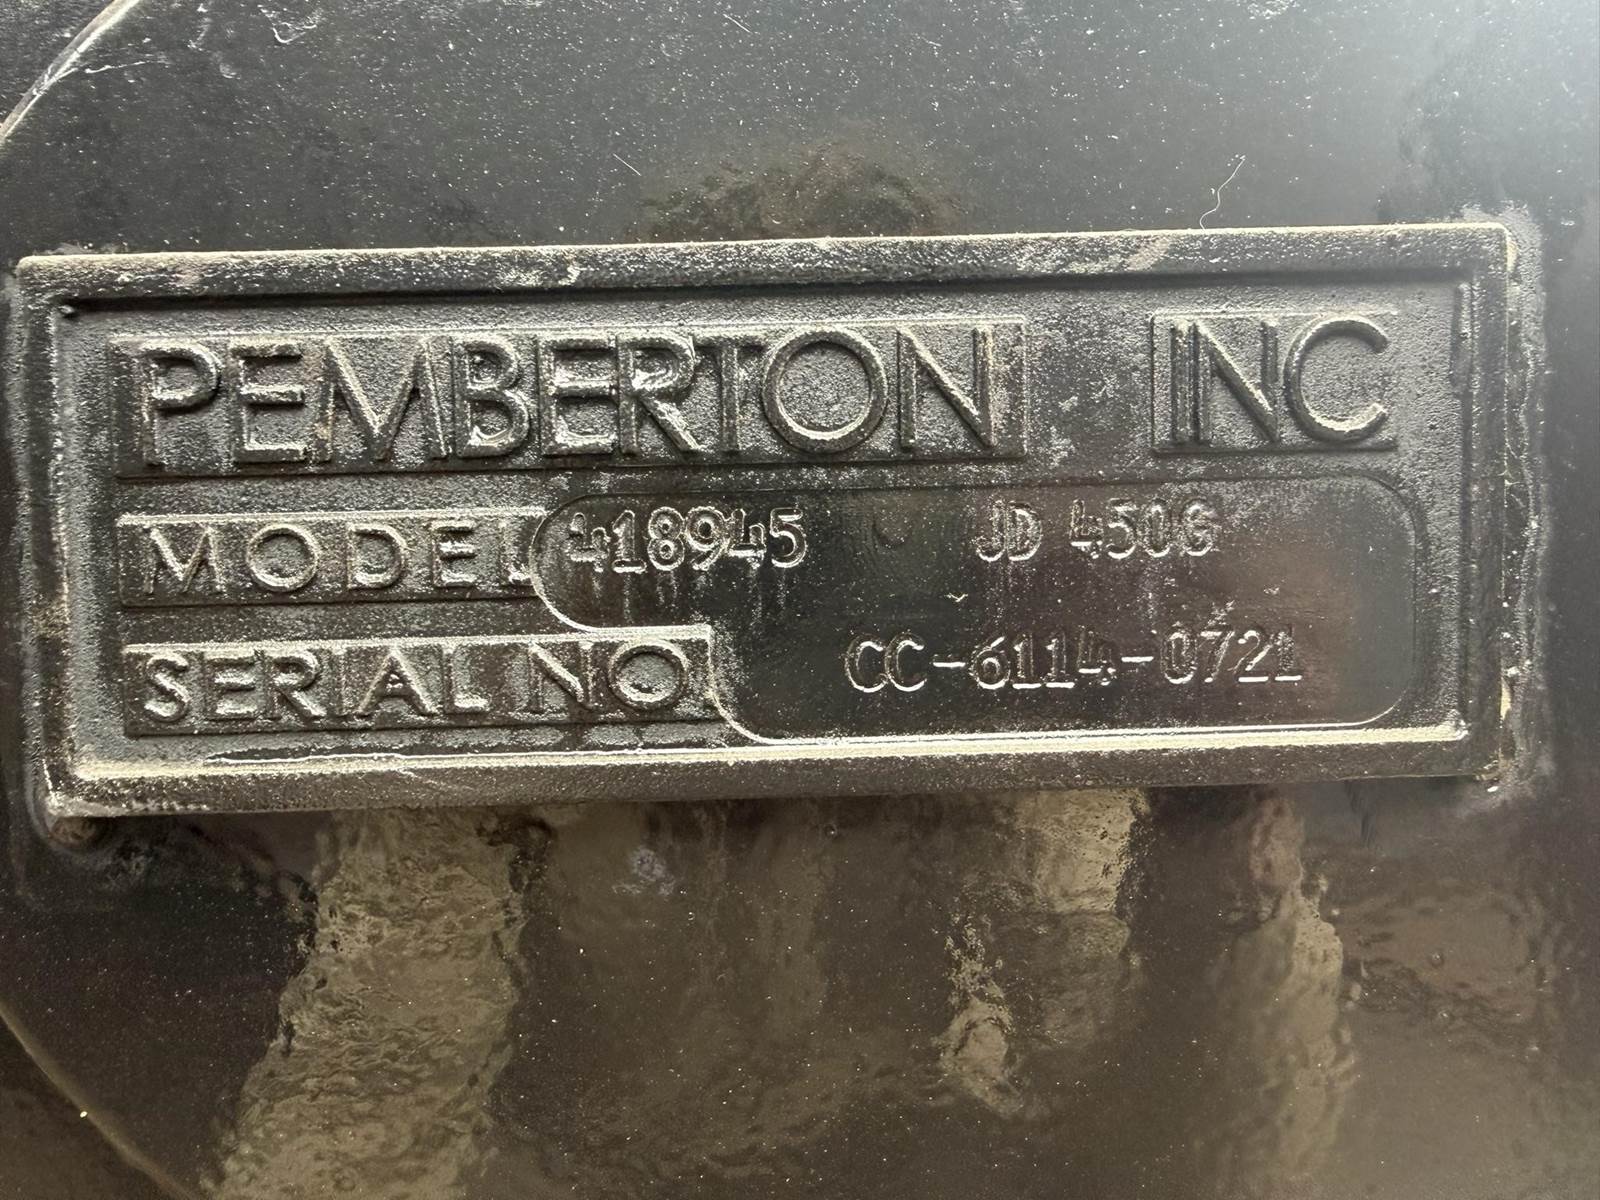 PEMBERTON INC
MODEL 418945 JD 450G
SERIAL NO CC-6114-0721